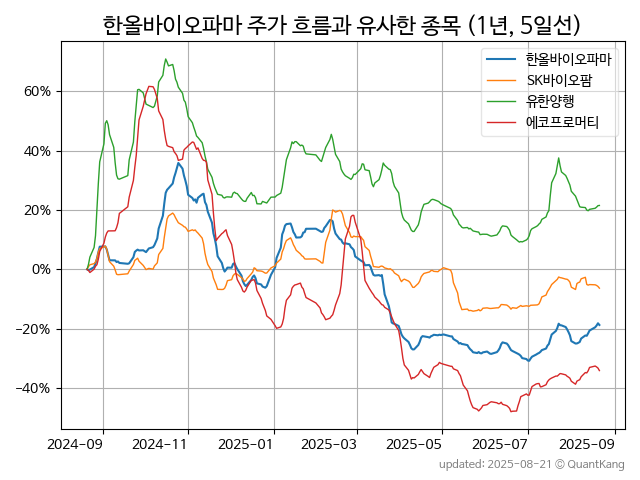 한올바이오파마 주가 흐름과 유사한 종목 (1년, 5일선)
한올바이오파마
SK바이오팜
유한양행
에코프로머티
60%
40%
20%
0%
−20%
−40%
2024-09
2024-11
2025-01
2025-03
2025-05
2025-07
2025-09
updated: 2025-08-21 © QuantKang